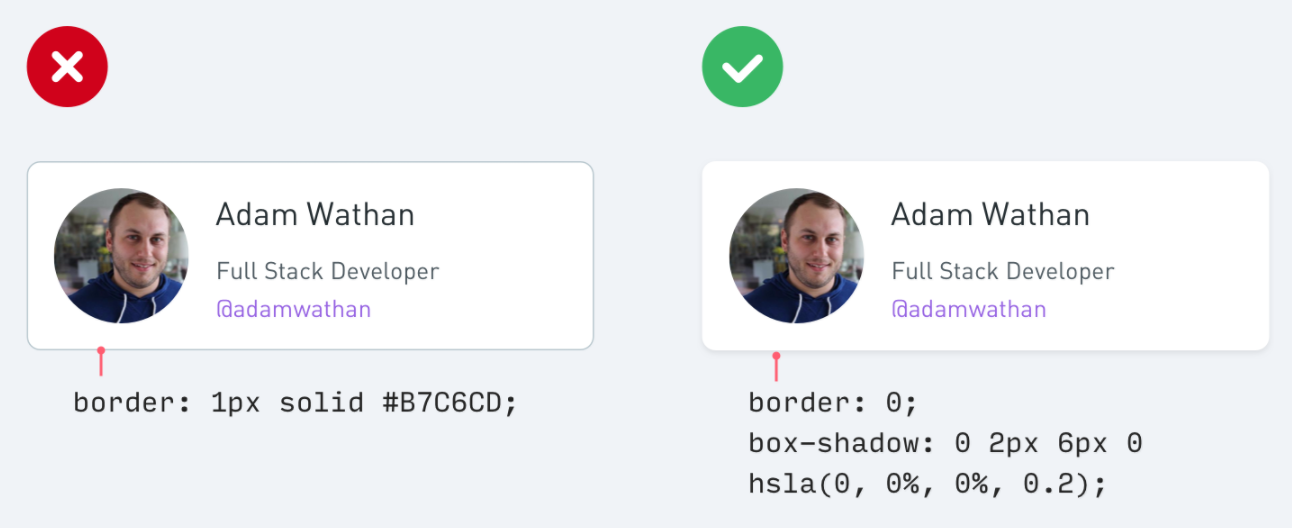 Adam Wathan
Full Stack Developer
@adamwathan
border: 1px solid #B7C6CD;
Adam Wathan
Full Stack Developer
@adamwathan
border: 0;
box-shadow: 0 2px 6px 0
hsla(0, 0%, 0%, 0.2);